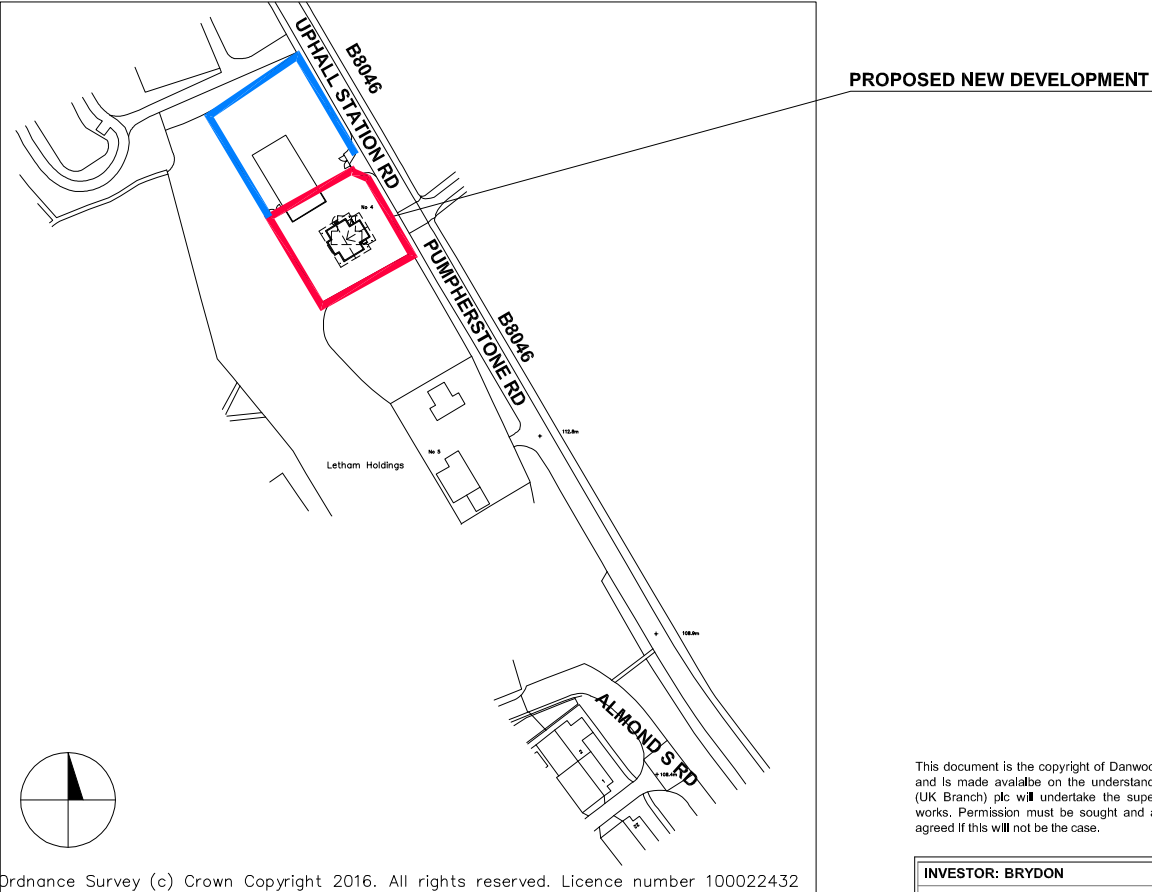 UPHALL STATION RD
B8046
PROPOSED NEW DEVELOPMENT
No 4
PUMPHERSTONE RD
B8046
112.8m
No 5
Letham Holdings
108.9m
ALMOND S RD
108.4m
This document is the copyright of Danwood
and Is made avalalbe on the understand
(UK Branch) plc will undertake the supe
works. Permission must be sought and a
agreed If this will not be the case.
Ordnance Survey (c) Crown Copyright 2016. All rights reserved. Licence number 100022432
INVESTOR: BRYDON